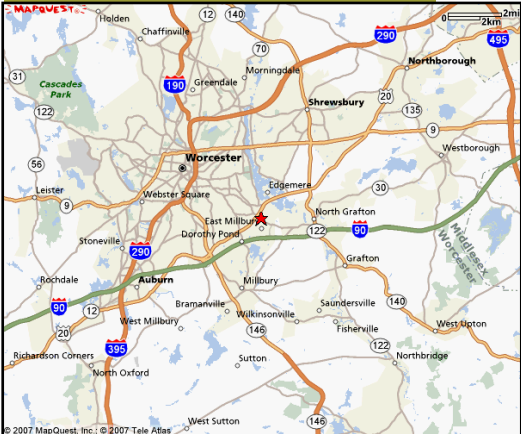 MAPQUEST
Holden
12
140
0
2mi
2km
Chaffinville
290
495
70
Morningdale
Northborough
31
190
Greendale
Cascades
Park
20
Shrewsbury
135
122
9
Worcester
56
Westborough
Edgemere
30
Leister
Webster Square
9
East Millbury
North Grafton
Stoneville
Dorothy Pond
122
90
Middlesex
Worcester
290
Grafton
Rochdale
Auburn
Millbury
90
12
Bramanville
Saundersville
140
West Millbury
Wilkinsonville
20
Fisherville
West Upton
146
395
122
Richardson Corners
Northbridge
North Oxford
Sutton
West Sutton
146
© 2007 MapQuest, Inc.; © 2007 Tele Atlas